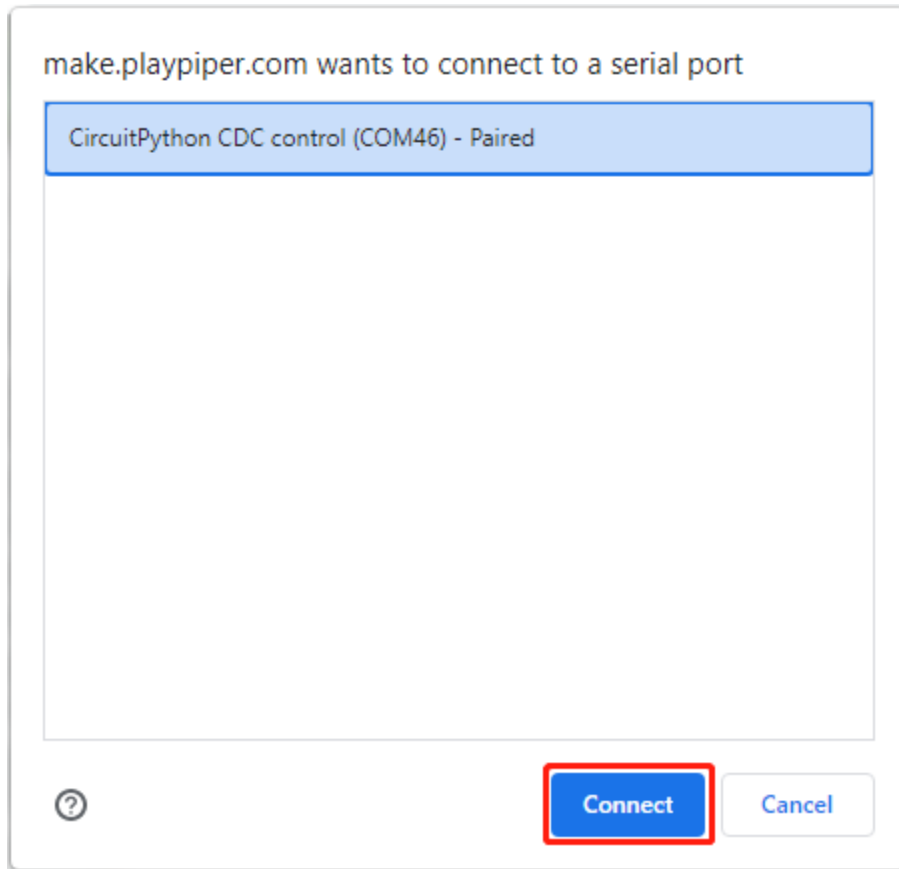 make.playpiper.com wants to connect to a serial port
CircuitPython CDC control (COM46) - Paired
Connect
Cancel